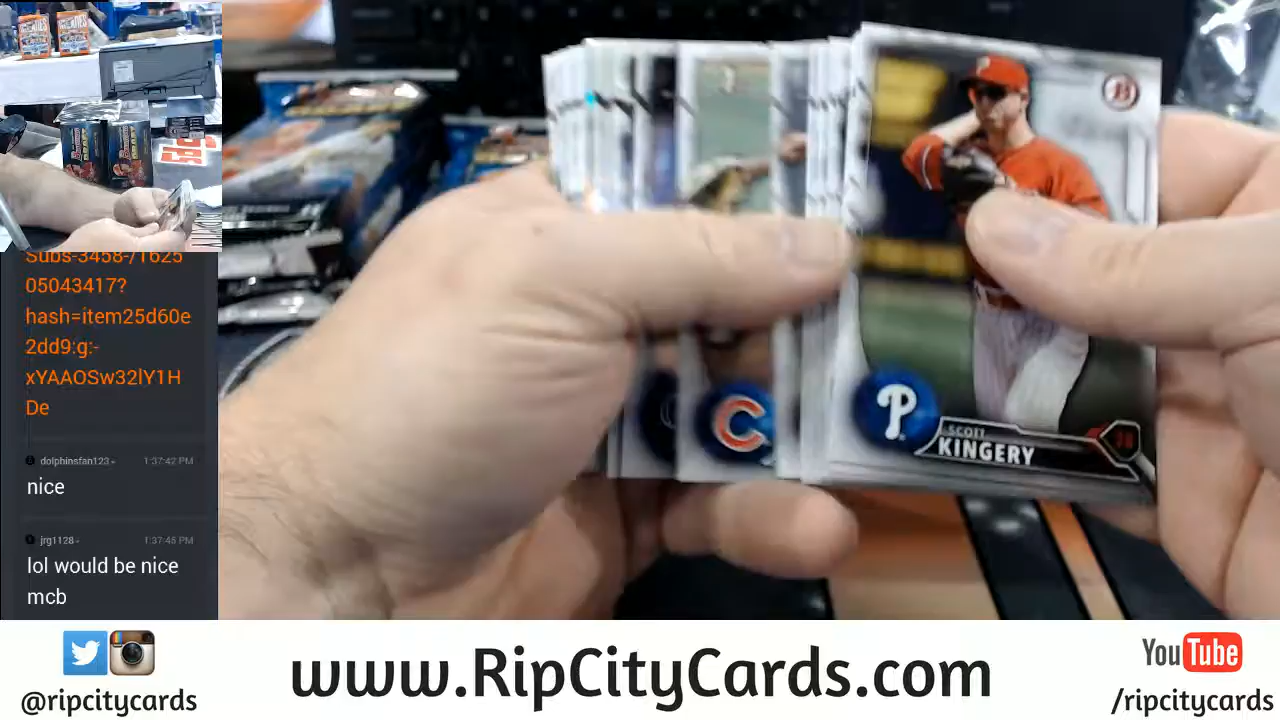 Subs-3458-/1625
05043417?
hash=item25d60e
2dd9:g:-
xYAAOSw32lY1H
De
dolphinsfan123 1:37:42 PM
nice
jrg1128 1:37:45 PM
lol would be nice
mcb
B
P
SCOTT
KINGERY
C
@ripcitycards
www.RipCityCards.com
YouTube
/ripcitycards